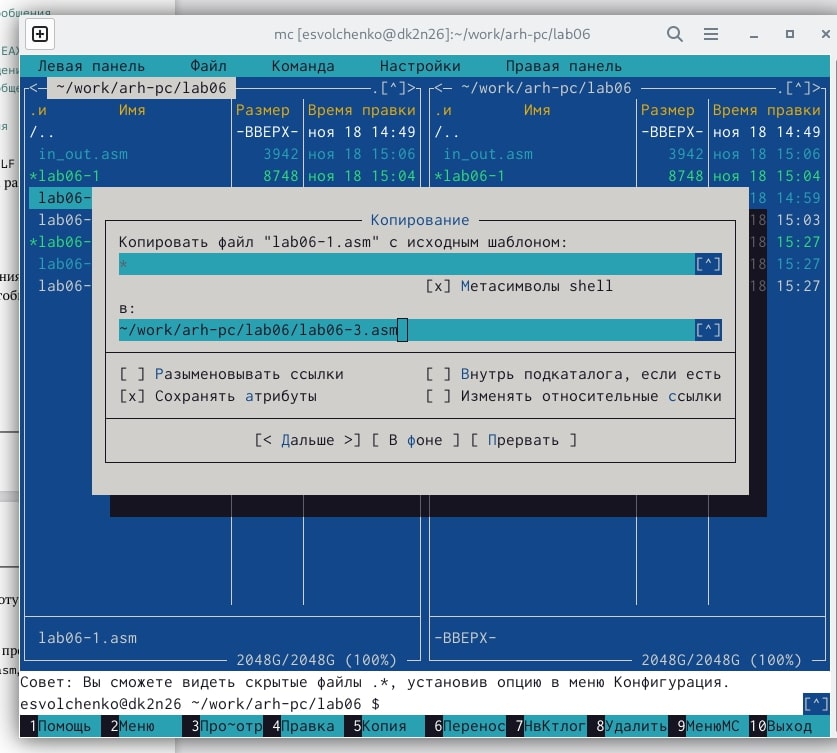 общения
EAX
mc [esvolchenko@dk2n26]:~/work/arh-pc/lab06
Левая панель Файл Команда Настройки Правая панель
<─ ~/work/arh-pc/lab06 .[^]> <─ ~/work/arh-pc/lab06 .[^]>
.и Имя Размер Время правки .и Имя Размер Время правки
/.. -ВВЕРХ- ноя 18 14:49 /.. -ВВЕРХ- ноя 18 14:49
in_out.asm 3942 ноя 18 15:06 in_out.asm 3942 ноя 18 15:06
*lab06-1 8748 ноя 18 15:04 *lab06-1 8748 ноя 18 15:04
lab06- 18 14:59
lab06- 18 15:03
*lab06- 18 15:27
lab06- 18 15:27
lab06- 18 15:27
Копирование
Копировать файл "lab06-1.asm" с исходным шаблоном:
* [^]
[x] Метасимволы shell
в:
~/work/arh-pc/lab06/lab06-3.asm [^]
[ ] Разыменовывать ссылки [ ] Внутрь подкаталога, если есть
[x] Сохранять атрибуты [ ] Изменять относительные ссылки
[< Дальше >] [ В фоне ] [ Прервать ]
lab06-1.asm -ВВЕРХ-
2048G/2048G (100%) 2048G/2048G (100%)
Совет: Вы сможете видеть скрытые файлы .*, установив опцию в меню Конфигурация.
esvolchenko@dk2n26 ~/work/arh-pc/lab06 $ [^]
1Помощь 2Меню 3Про~отр 4Правка 5Копия 6Перенос 7НвКтлог 8Удалить 9МенюМС 10Выход